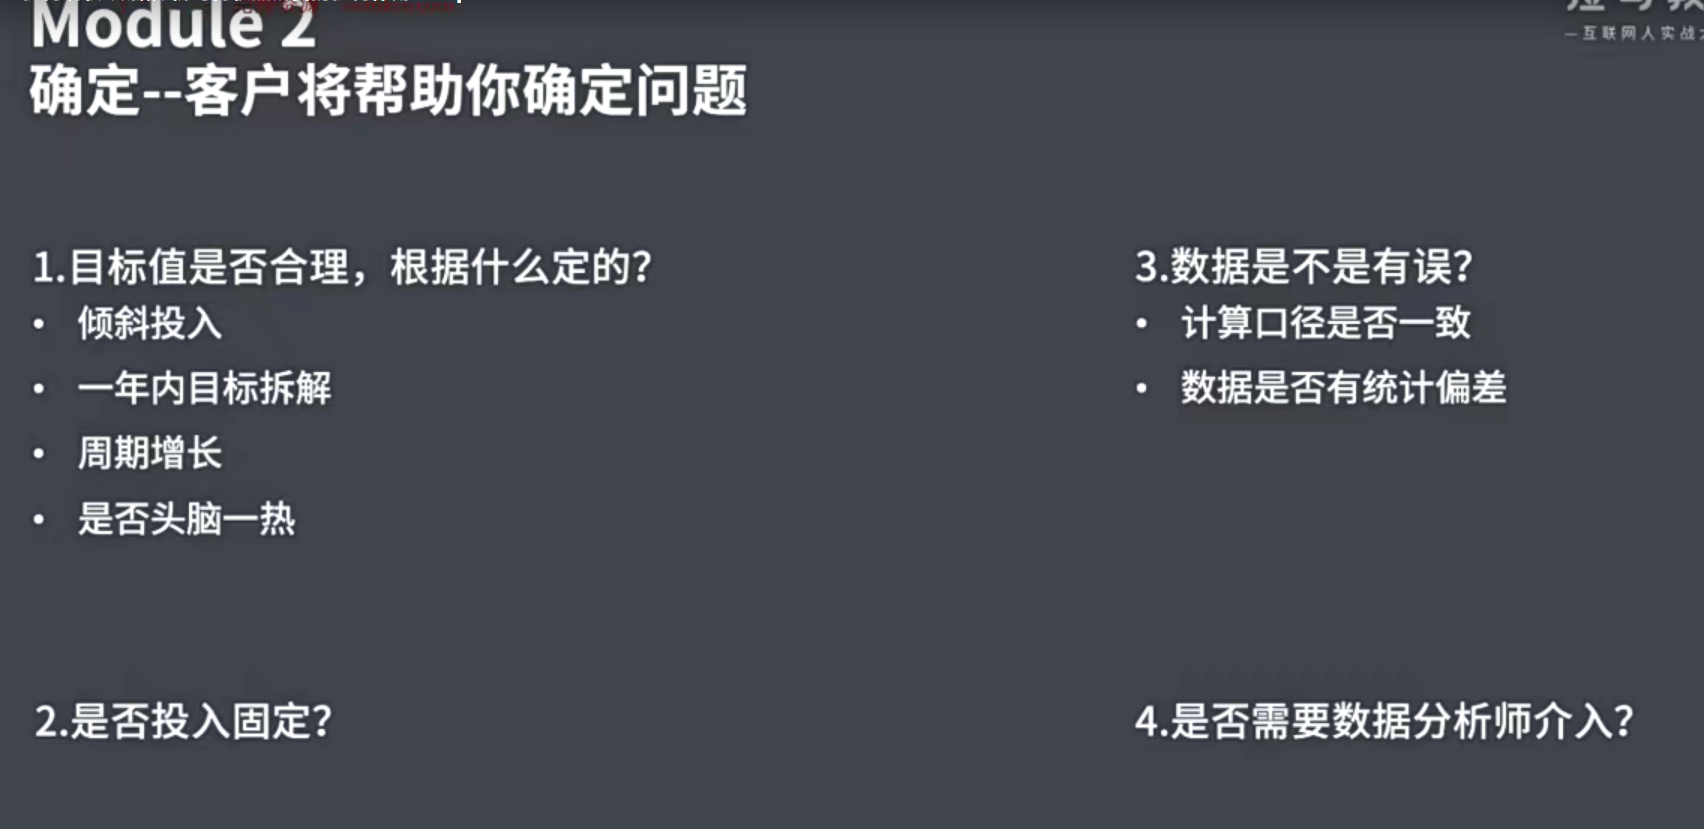 Module 2
确定--客户将帮助你确定问题
1.目标值是否合理，根据什么定的？
• 倾斜投入
• 一年内目标拆解
• 周期增长
• 是否头脑一热
2.是否投入固定？
3.数据是不是有误？
• 计算口径是否一致
• 数据是否有统计偏差
4.是否需要数据分析师介入？
—互联网人实战